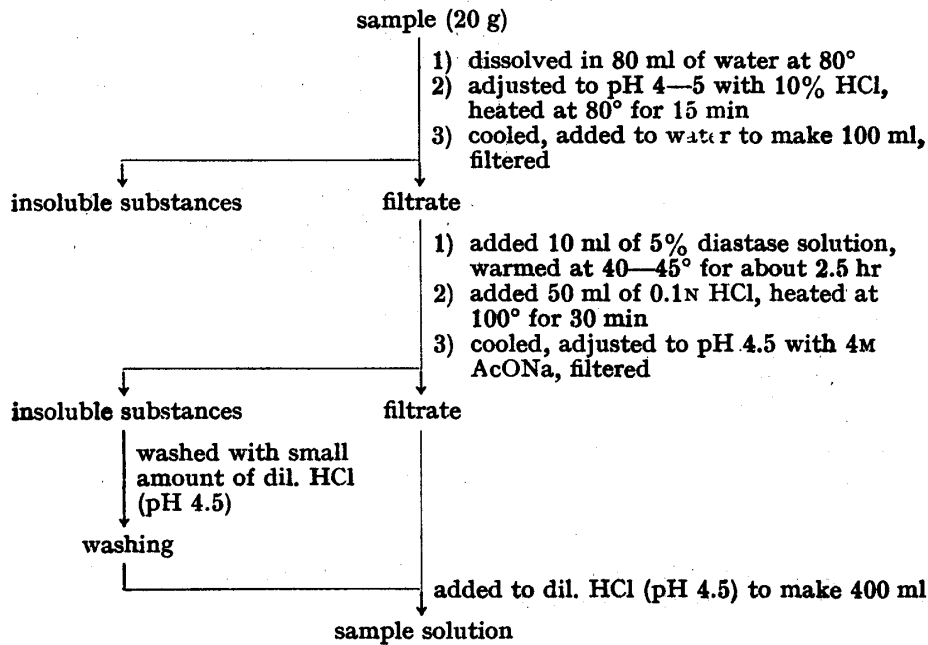 sample (20 g)
1) dissolved in 80 ml of water at 80°
2) adjusted to pH 4—5 with 10% HCl,
heated at 80° for 15 min
3) cooled, added to water to make 100 ml,
filtered
insoluble substances
filtrate
1) added 10 ml of 5% diastase solution,
warmed at 40—45° for about 2.5 hr
2) added 50 ml of 0.1N HCl, heated at
100° for 30 min
3) cooled, adjusted to pH 4.5 with 4M
AcONa, filtered
insoluble substances
filtrate
washed with small
amount of dil. HCl
(pH 4.5)
washing
added to dil. HCl (pH 4.5) to make 400 ml
sample solution